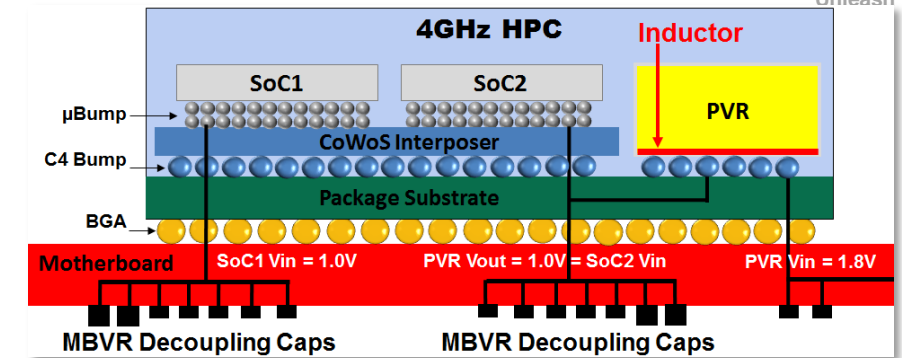 4GHz HPC
Inductor
SoC1
SoC2
PVR
µBump
CoWoS Interposer
C4 Bump
Package Substrate
BGA
Motherboard
SoC1 Vin = 1.0V
PVR Vout = 1.0V = SoC2 Vin
PVR Vin = 1.8V
MBVR Decoupling Caps
MBVR Decoupling Caps